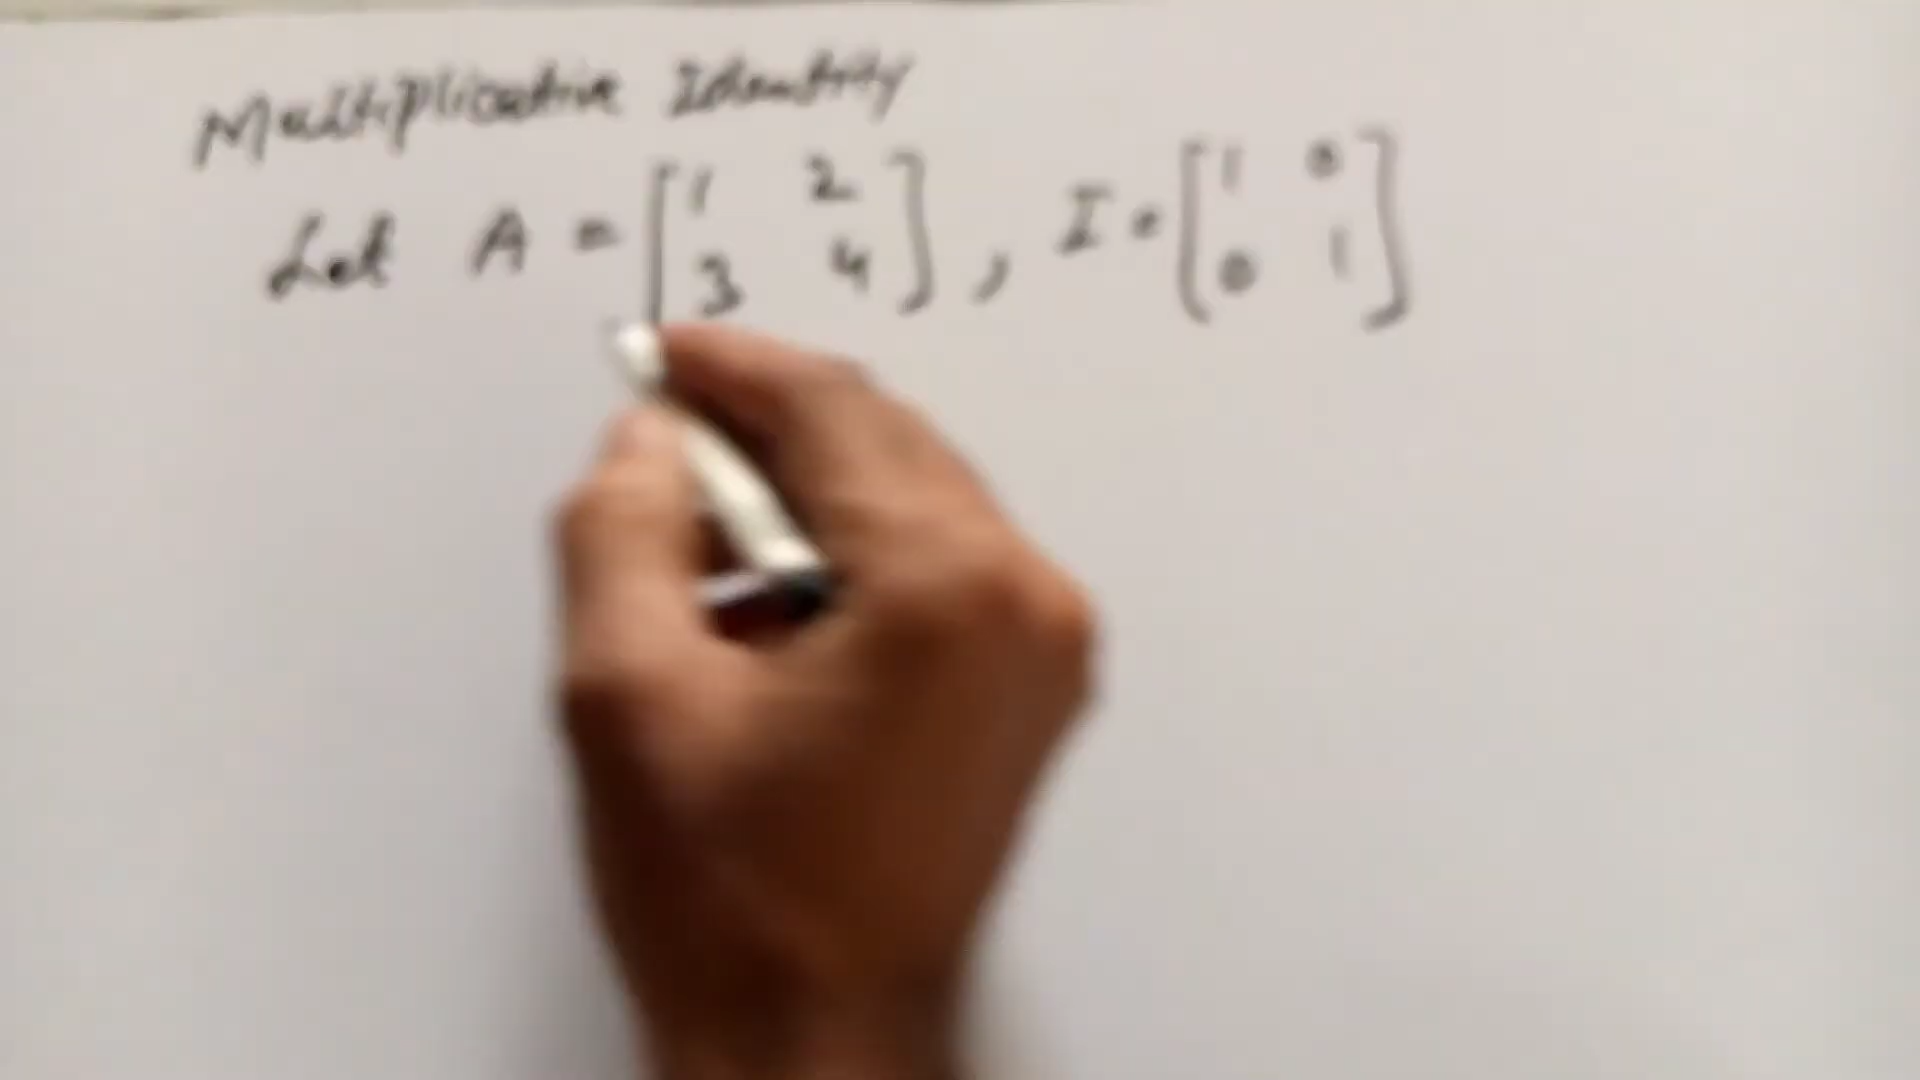 Multiplicative Identity
Let A = [1 2
3 4], I = [1 0
0 1]